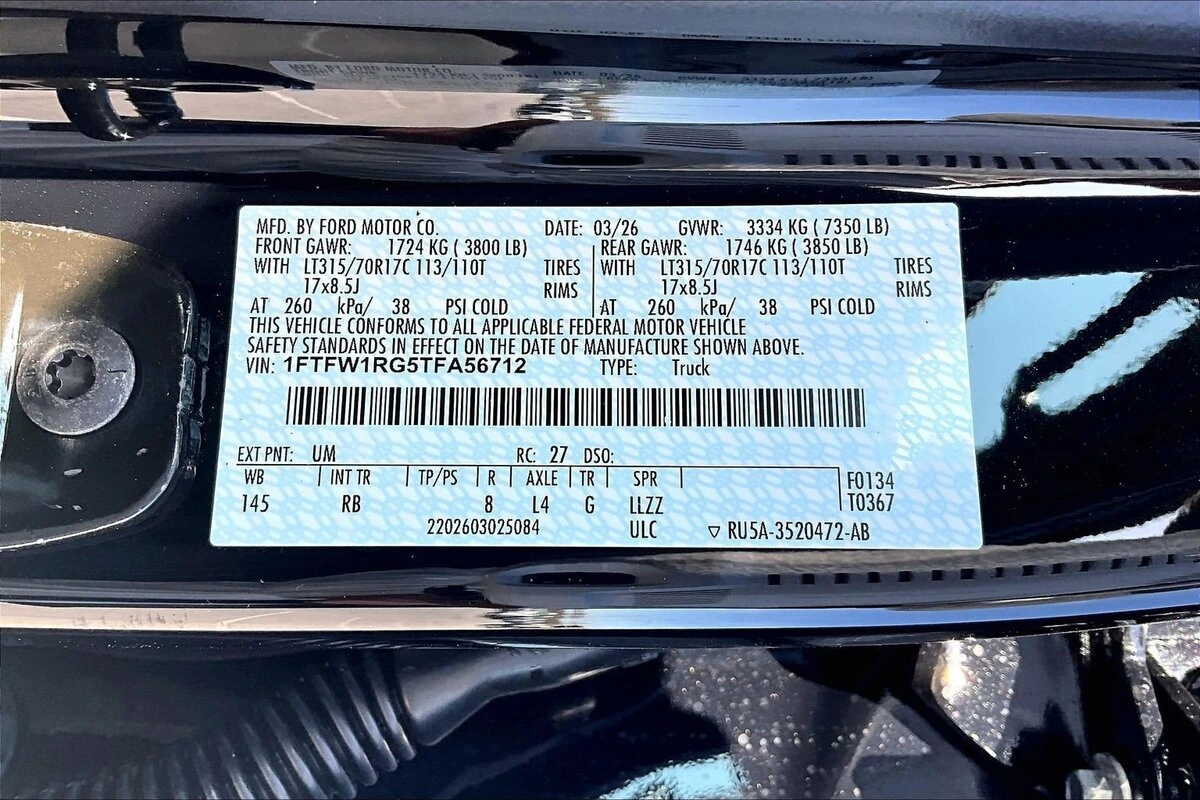 MFD. BY FORD MOTOR CO. DATE: 03/26 GVWR: 3334 KG ( 7350 LB)
FRONT GAWR: 1724 KG ( 3800 LB) REAR GAWR: 1746 KG ( 3850 LB)
WITH LT315/70R17C 113/110T TIRES WITH LT315/70R17C 113/110T TIRES
17x8.5J RIMS 17x8.5J RIMS
AT 260 kPa/ 38 PSI COLD AT 260 kPa/ 38 PSI COLD
THIS VEHICLE CONFORMS TO ALL APPLICABLE FEDERAL MOTOR VEHICLE
SAFETY STANDARDS IN EFFECT ON THE DATE OF MANUFACTURE SHOWN ABOVE.
VIN: 1FTFW1RG5TFA56712 TYPE: Truck
EXT PNT: UM RC: 27 DSO:
WB INT TR TP/PS R AXLE TR SPR F0134
145 RB 8 L4 G LLZZ T0367
2202603025084 ULC ▽ RU5A-3520472-AB